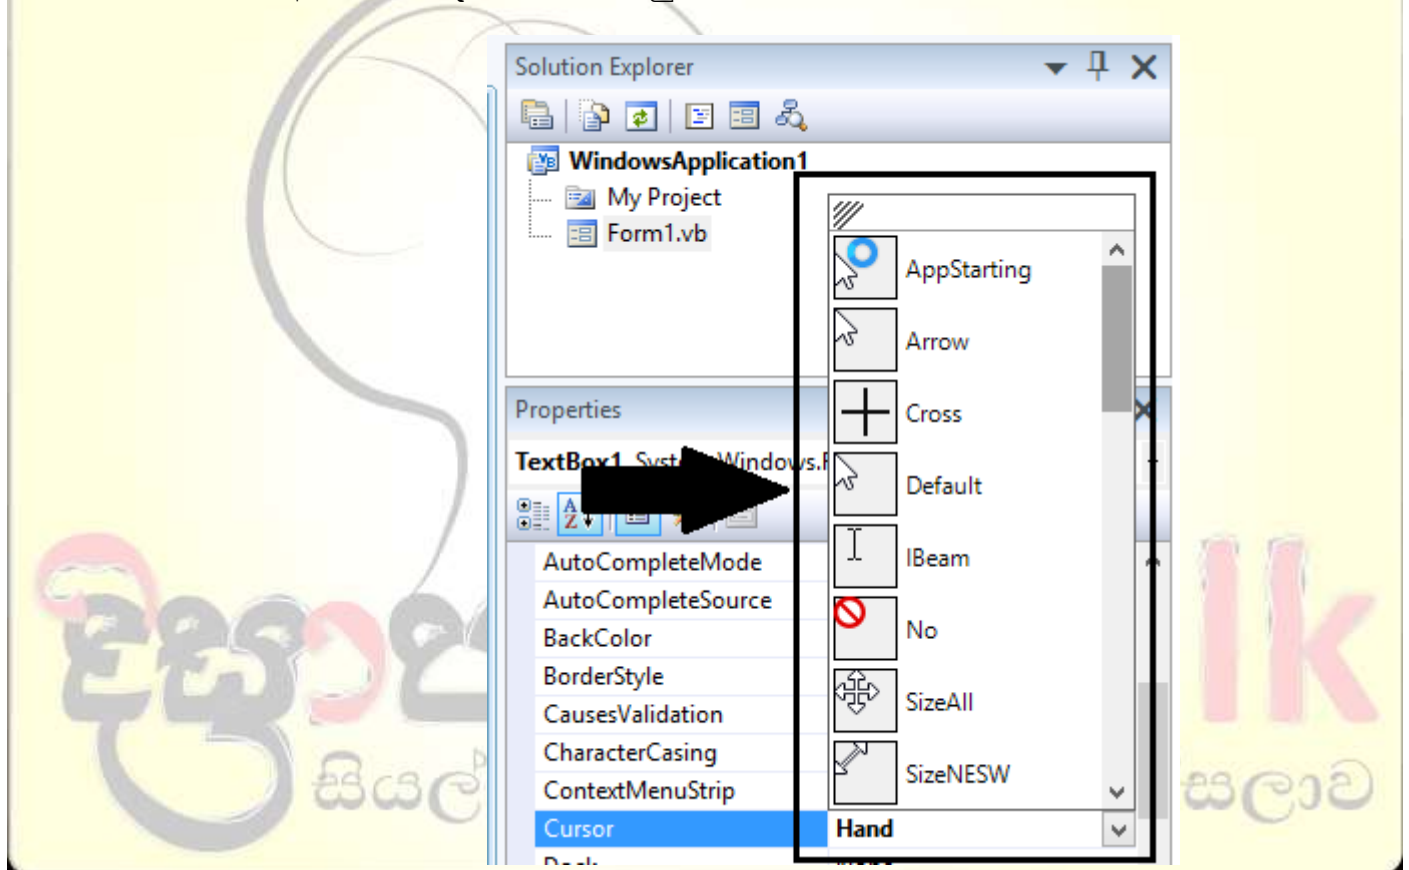 Solution Explorer
WindowsApplication1
My Project
Form1.vb
AppStarting
Arrow
Cross
Default
IBeam
No
SizeAll
SizeNESW
Properties
TextBox1
AutoCompleteMode
AutoCompleteSource
BackColor
BorderStyle
CausesValidation
CharacterCasing
ContextMenuStrip
Cursor Hand
lk